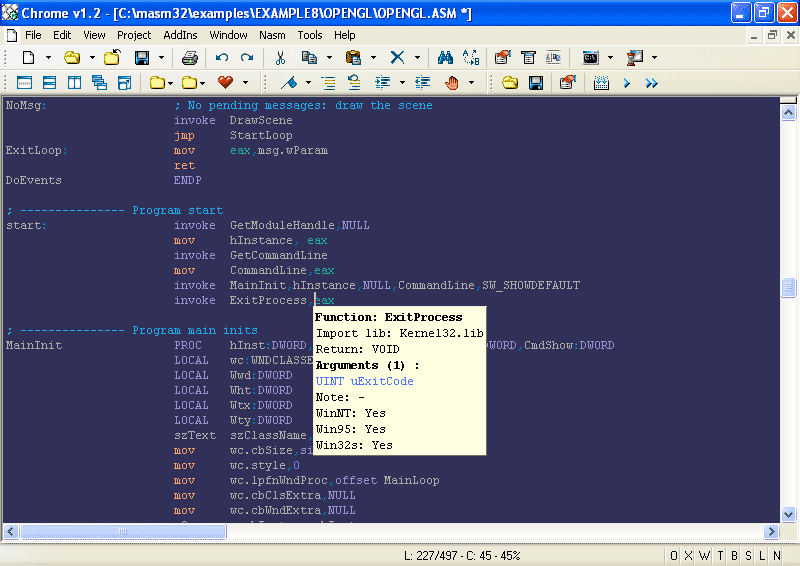 Chrome v1.2 - [C:\masm32\examples\EXAMPLE8\OPENGL\OPENGL.ASM *]
File Edit View Project AddIns Window Nasm Tools Help
NoMsg: ; No pending messages: draw the scene
invoke DrawScene
jmp StartLoop
ExitLoop: mov eax,msg.wParam
ret
DoEvents ENDP
; --------------- Program start
start: invoke GetModuleHandle,NULL
mov hInstance, eax
invoke GetCommandLine
mov CommandLine,eax
invoke MainInit,hInstance,NULL,CommandLine,SW_SHOWDEFAULT
invoke ExitProcess,eax
Function: ExitProcess
Import lib: Kernel32.lib
Return: VOID
Arguments (1) :
UINT uExitCode
Note: -
WinNT: Yes
Win95: Yes
Win32s: Yes
; --------------- Program main inits
MainInit PROC hInst:DWORD DWORD,CmdShow:DWORD
LOCAL wc:WNDCLASSE
LOCAL Wwd:DWORD
LOCAL Wht:DWORD
LOCAL Wtx:DWORD
LOCAL Wty:DWORD
szText szClassName,
mov wc.cbSize,si
mov wc.style,0
mov wc.lpfnWndProc,offset MainLoop
mov wc.cbClsExtra,NULL
mov wc.cbWndExtra,NULL
L: 227/497 - C: 45 - 45% O X W T B S L N